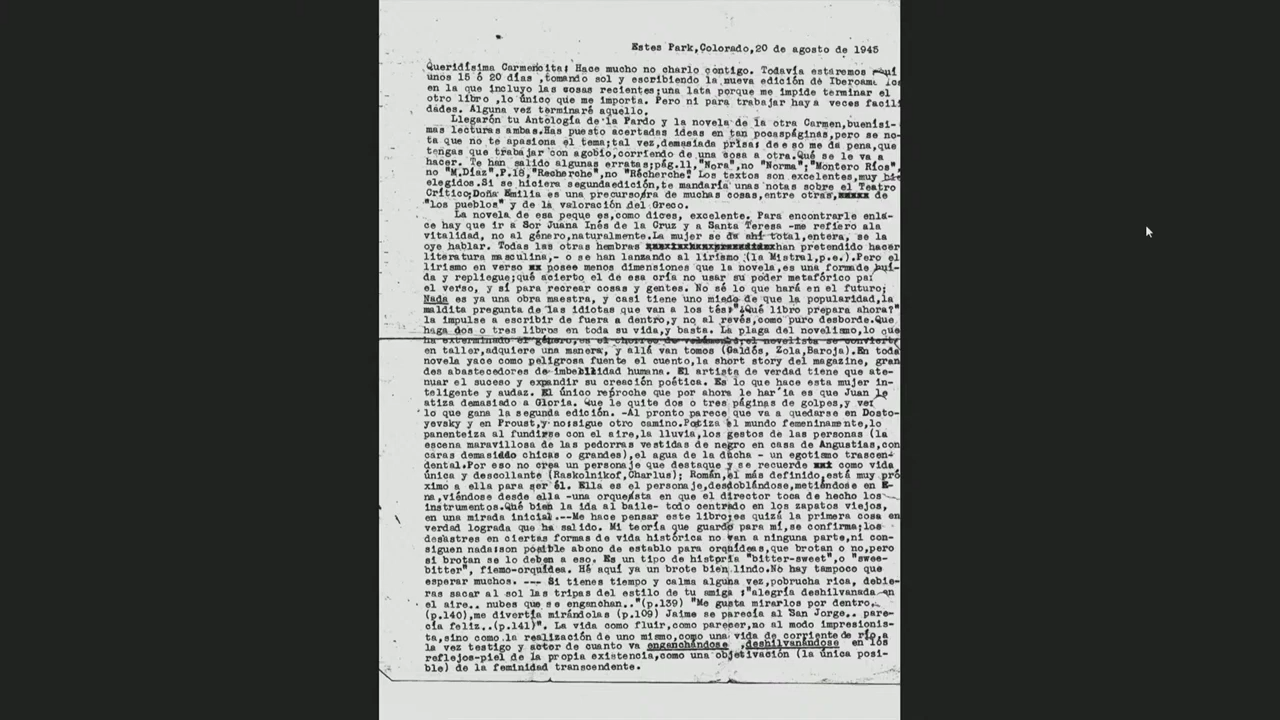 Estes Park,Colorado,20 de agosto de 1945
Queridísima Carmencita: Hace mucho no charlo contigo. Todavía estaremos aquí
unos 15 ó 20 días ,tomando sol y escribiendo la nueva edición de
en la que incluyo las cosas recientes;una lata porque me impide terminar el
otro libro ,lo único que me importa. Pero ni para trabajar hay a veces facili
dades. Alguna vez terminaré aquello.
Llegarón tu Antología de la Pardo y la novela de la otra Carmen,buenísi-
mas lecturas ambas.Has puesto acertadas ideas en tan pocaspáginas,pero se no-
ta que no te apasiona el tema;tal vez,demasiada prisa; de eso me da pena,que
tengas que trabajar con agobio,corriendo de una cosa a otra.Qué se le va a
hacer. Te han salido algunas erratas;pág.11,"Nora",no "Norma";"Montero Ríos",
no "M.Díaz".P.18,"Recherche",no "Récherche". Los textos son excelentes,muy bie
elegidos.Si se hiciera segundaedición,te mandaría unas notas sobre el Teatro
Crítico;Doña Emilia es una precursora de muchas cosas,entre otras, de
"los pueblos" y de la valoración del Greco.
La novela de esa peque es,como dices, excelente. Para encontrarle enla-
ce hay que ir a Sor Juana Inés de la Cruz y a Santa Teresa -me refiero ala
vitalidad, no al género,naturalmente.La mujer se da ahí total,entera, se la
oye hablar. Todas las otras hembras han pretendido hacer
literatura masculina,- o se han lanzando al lirismo (la Mistral,p.e.).Pero el
lirismo en verso posee menos dimensiones que la novela,es una formade hui-
da y repliegue;qué acierto el de esa cría no usar su poder metafórico par
el verso, y sí para recrear cosas y gentes. No sé lo que hará en el futuro;
Nada es ya una obra maestra, y casi tiene uno miedo de que la popularidad,la
maldita pregunta de las idiotas que van a los tés,"¿Qué libro prepara ahora?"
la impulse a escribir de fuera a dentro,y no al revés,como puro desborde.Que
haga dos o tres libros en toda su vida,y basta. La plaga del novelismo,lo que
ha exterminado el género,es el chorreo de volúmenes;el novelista se convierte
en taller,adquiere una manera, y allá van tomos (Galdós, Zola,Baroja).En toda
novela yace como peligrosa fuente el cuento,la short story del magazine, gran
des abastecedores de imbecilidad humana. El artista de verdad tiene que ate-
nuar el suceso y expandir su creación poética. Es lo que hace esta mujer in-
teligente y audaz. El único reproche que por ahora le haría es que Juan le
atiza demasiado a Gloria. Que le quite dos o tres páginas de golpes,y verá
lo que gana la segunda edición. -Al pronto parece que va a quedarse en Dosto-
yevsky y en Proust,y no:sigue otro camino.Potiza el mundo femeninamente,lo
panenteiza al fundirse con el aire,la lluvia,los gestos de las personas (la
escena maravillosa de las pedorras vestidas de negro en casa de Angustias,con
caras demasiado chicas o grandes),el agua de la ducha - un egotismo trascen-
dental.Por eso no crea un personaje que destaque y se recuerde como vida
única y descollante (Raskolnikof,Charlus); Román,el más definido,está muy pró
ximo a ella para ser él. Ella es el personaje,desdoblándose,metiéndose en E-
na,viéndose desde ella -una orquesta en que el director toca de hecho los
instrumentos.Qué bien la ida al baile- todo centrado en los zapatos viejos,
en una mirada inicial.--Me hace pensar este libro;es quizá la primera cosa en
verdad lograda que ha salido. Mi teoría que guardo para mí,se confirma;los
desastres en ciertas formas de vida histórica no van a ninguna parte,ni con-
siguen nada:son posible abono de establo para orquídeas,que brotan o no,pero
si brotan se lo deben a eso. Es un tipo de historia "bitter-sweet",o "swee-
bitter", fiemo-orquídea. Hé aquí ya un brote bien lindo.No hay tampoco que
esperar muchos. --- Si tienes tiempo y calma alguna vez,pobrucha rica, debie-
ras sacar al sol las tripas del estilo de tu amiga ;"alegría deshilvanada en
el aire.. nubes que se enganchan.."(p.139) "Me gusta mirarlos por dentro,
(p.140),me divertía mirándolas (p.109) Jaime se parecía al San Jorge.. pare-
cía feliz..(p.141)". La vida como fluir,como parecer,no al modo impresionis-
ta,sino como la realización de uno mismo,como una vida de corriente de río,a
la vez testigo y actor de cuanto va enganchándose ,deshilvanándose en los
reflejos-piel de la propia existencia,como una objetivación (la única posi-
ble) de la feminidad transcendente.